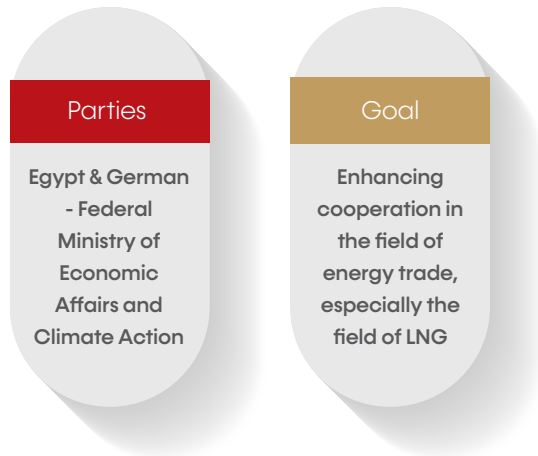 Parties
Egypt & German
- Federal
Ministry of
Economic
Affairs and
Climate Action
Goal
Enhancing
cooperation in
the field of
energy trade,
especially the
field of LNG